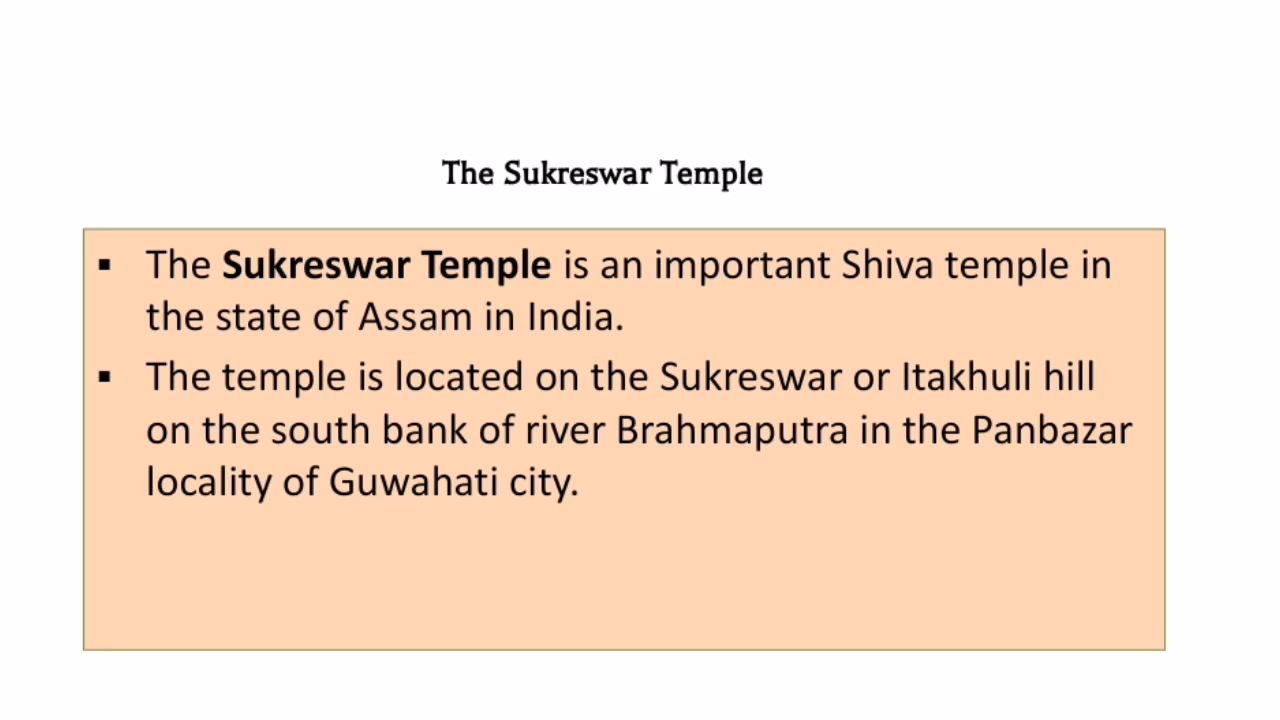 The Sukreswar Temple
▪ The Sukreswar Temple is an important Shiva temple in
the state of Assam in India.
▪ The temple is located on the Sukreswar or Itakhuli hill
on the south bank of river Brahmaputra in the Panbazar
locality of Guwahati city.